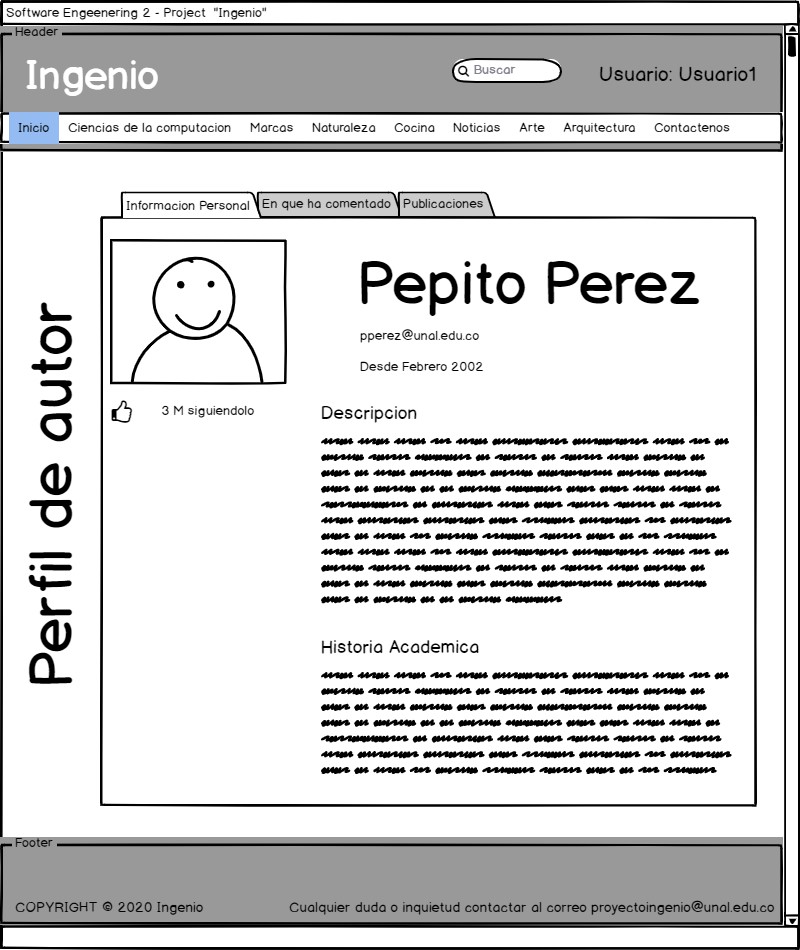 Software Engeenering 2 - Project "Ingenio"
Header
Ingenio
Buscar
Usuario: Usuario1
Inicio Ciencias de la computacion Marcas Naturaleza Cocina Noticias Arte Arquitectura Contactenos
Informacion Personal En que ha comentado Publicaciones
Perfil de autor
Pepito Perez
pperez@unal.edu.co
Desde Febrero 2002
3 M siguiendolo
Descripcion
Historia Academica
Footer
COPYRIGHT © 2020 Ingenio
Cualquier duda o inquietud contactar al correo proyectoingenio@unal.edu.co